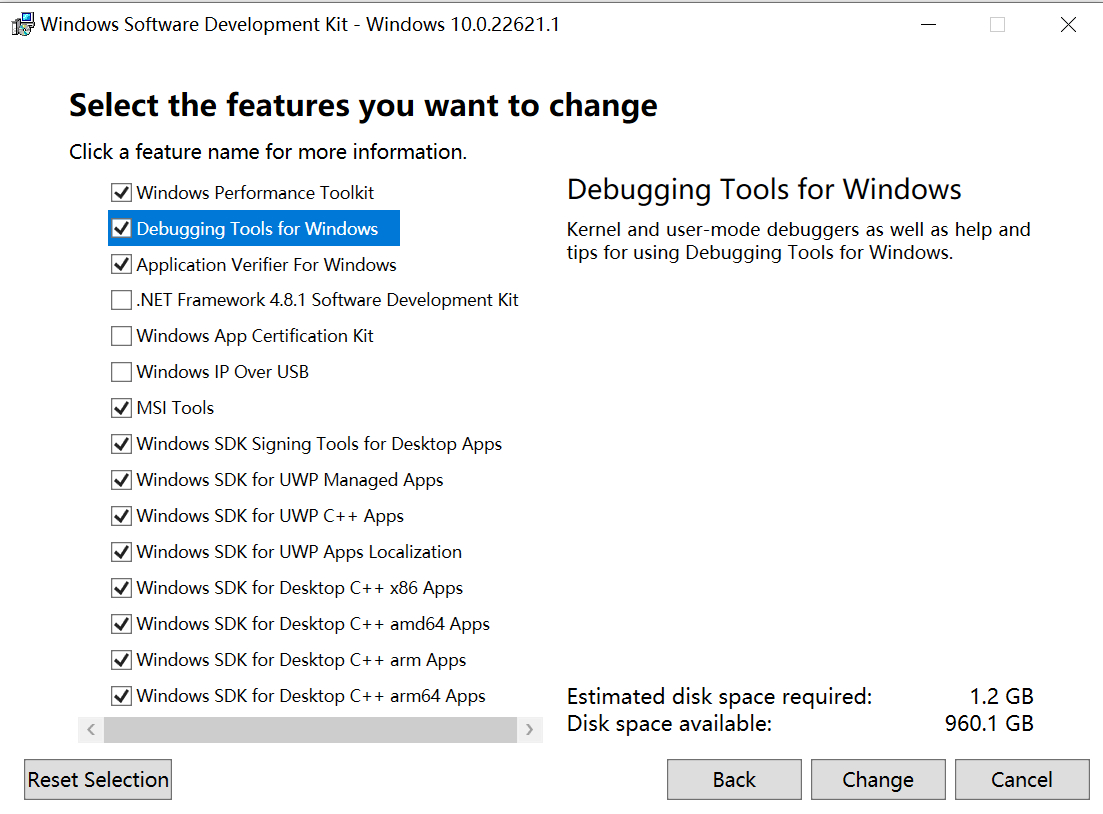 Windows Software Development Kit - Windows 10.0.22621.1
Select the features you want to change
Click a feature name for more information.
Windows Performance Toolkit
Debugging Tools for Windows
Application Verifier For Windows
.NET Framework 4.8.1 Software Development Kit
Windows App Certification Kit
Windows IP Over USB
MSI Tools
Windows SDK Signing Tools for Desktop Apps
Windows SDK for UWP Managed Apps
Windows SDK for UWP C++ Apps
Windows SDK for UWP Apps Localization
Windows SDK for Desktop C++ x86 Apps
Windows SDK for Desktop C++ amd64 Apps
Windows SDK for Desktop C++ arm Apps
Windows SDK for Desktop C++ arm64 Apps
Debugging Tools for Windows
Kernel and user-mode debuggers as well as help and
tips for using Debugging Tools for Windows.
Estimated disk space required: 1.2 GB
Disk space available: 960.1 GB
Reset Selection
Back
Change
Cancel